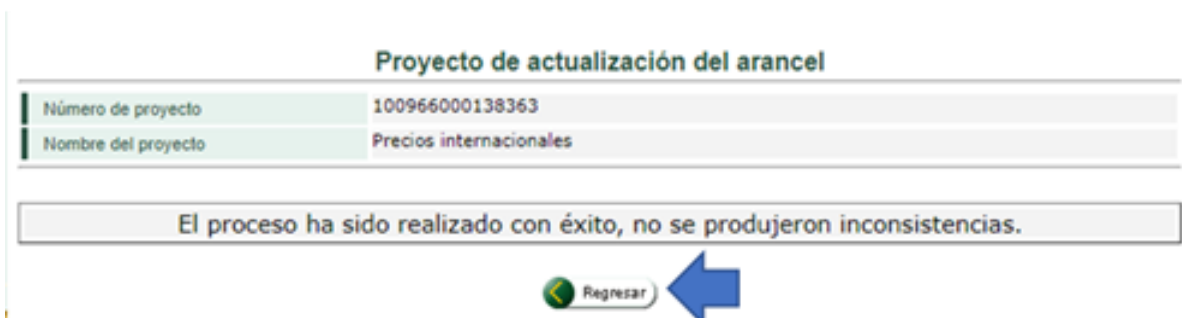 Proyecto de actualización del arancel
Número de proyecto 100966000138363
Nombre del proyecto Precios internacionales
El proceso ha sido realizado con éxito, no se produjeron inconsistencias.
Regresar